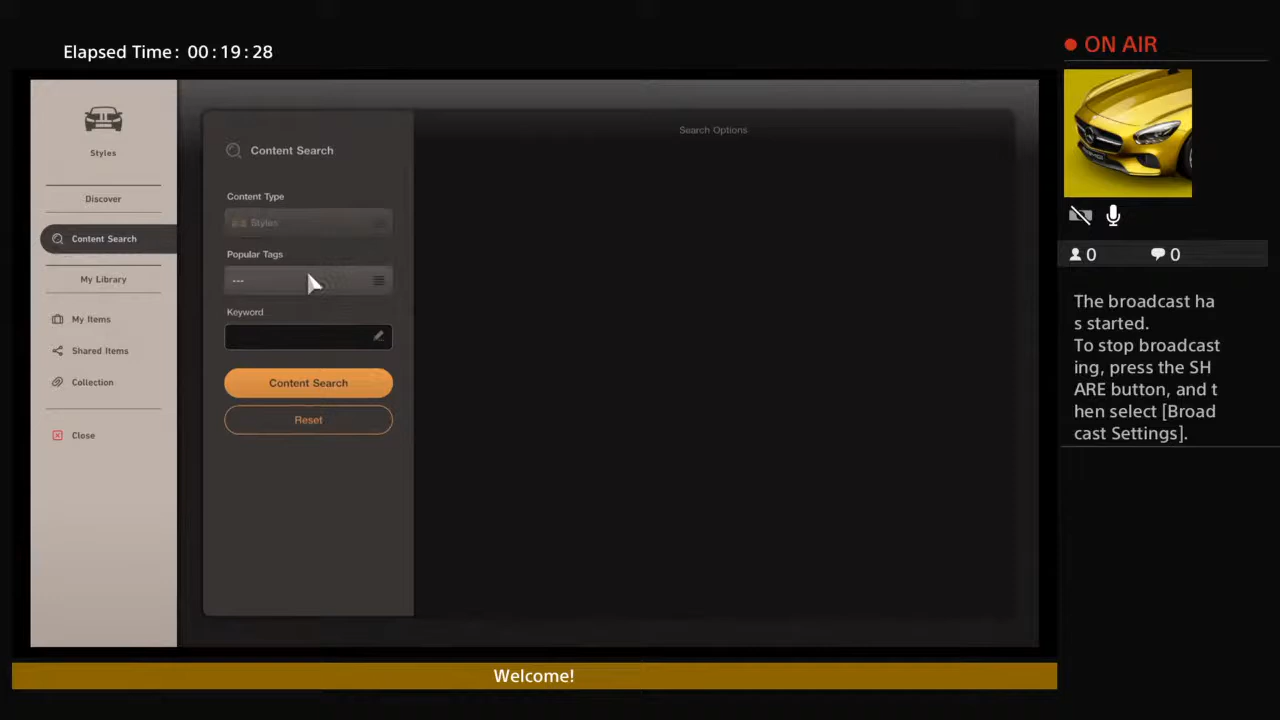 Elapsed Time: 00:19:28
ON AIR
Styles
Discover
Content Search
My Library
My Items
Shared Items
Collection
Close
Content Search
Content Type
Styles
Popular Tags
---
Keyword
Content Search
Reset
Search Options
0
0
The broadcast ha
s started.
To stop broadcast
ing, press the SH
ARE button, and t
hen select [Broad
cast Settings].
Welcome!